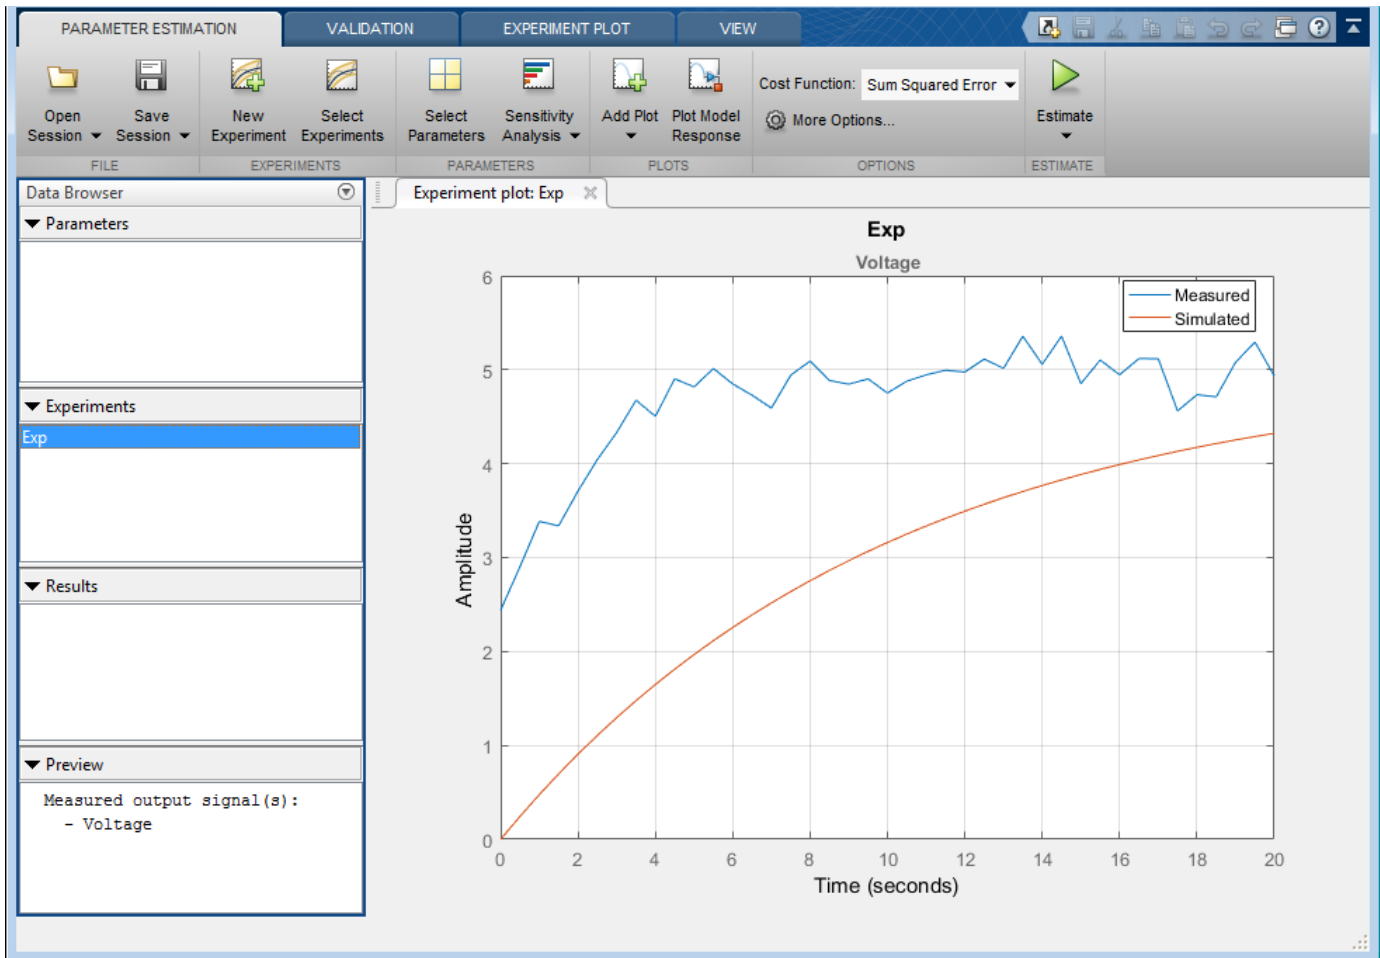 PARAMETER ESTIMATION
VALIDATION
EXPERIMENT PLOT
VIEW
Open
Session
Save
Session
New
Experiment
Select
Experiments
Select
Parameters
Sensitivity
Analysis
Add Plot
Plot Model
Response
Cost Function: Sum Squared Error
More Options...
Estimate
FILE
EXPERIMENTS
PARAMETERS
PLOTS
OPTIONS
ESTIMATE
Data Browser
Parameters
Experiments
Exp
Results
Preview
Measured output signal(s):
- Voltage
Experiment plot: Exp
Exp
Voltage
Measured
Simulated
6
5
4
3
2
1
0
Amplitude
0 2 4 6 8 10 12 14 16 18 20
Time (seconds)